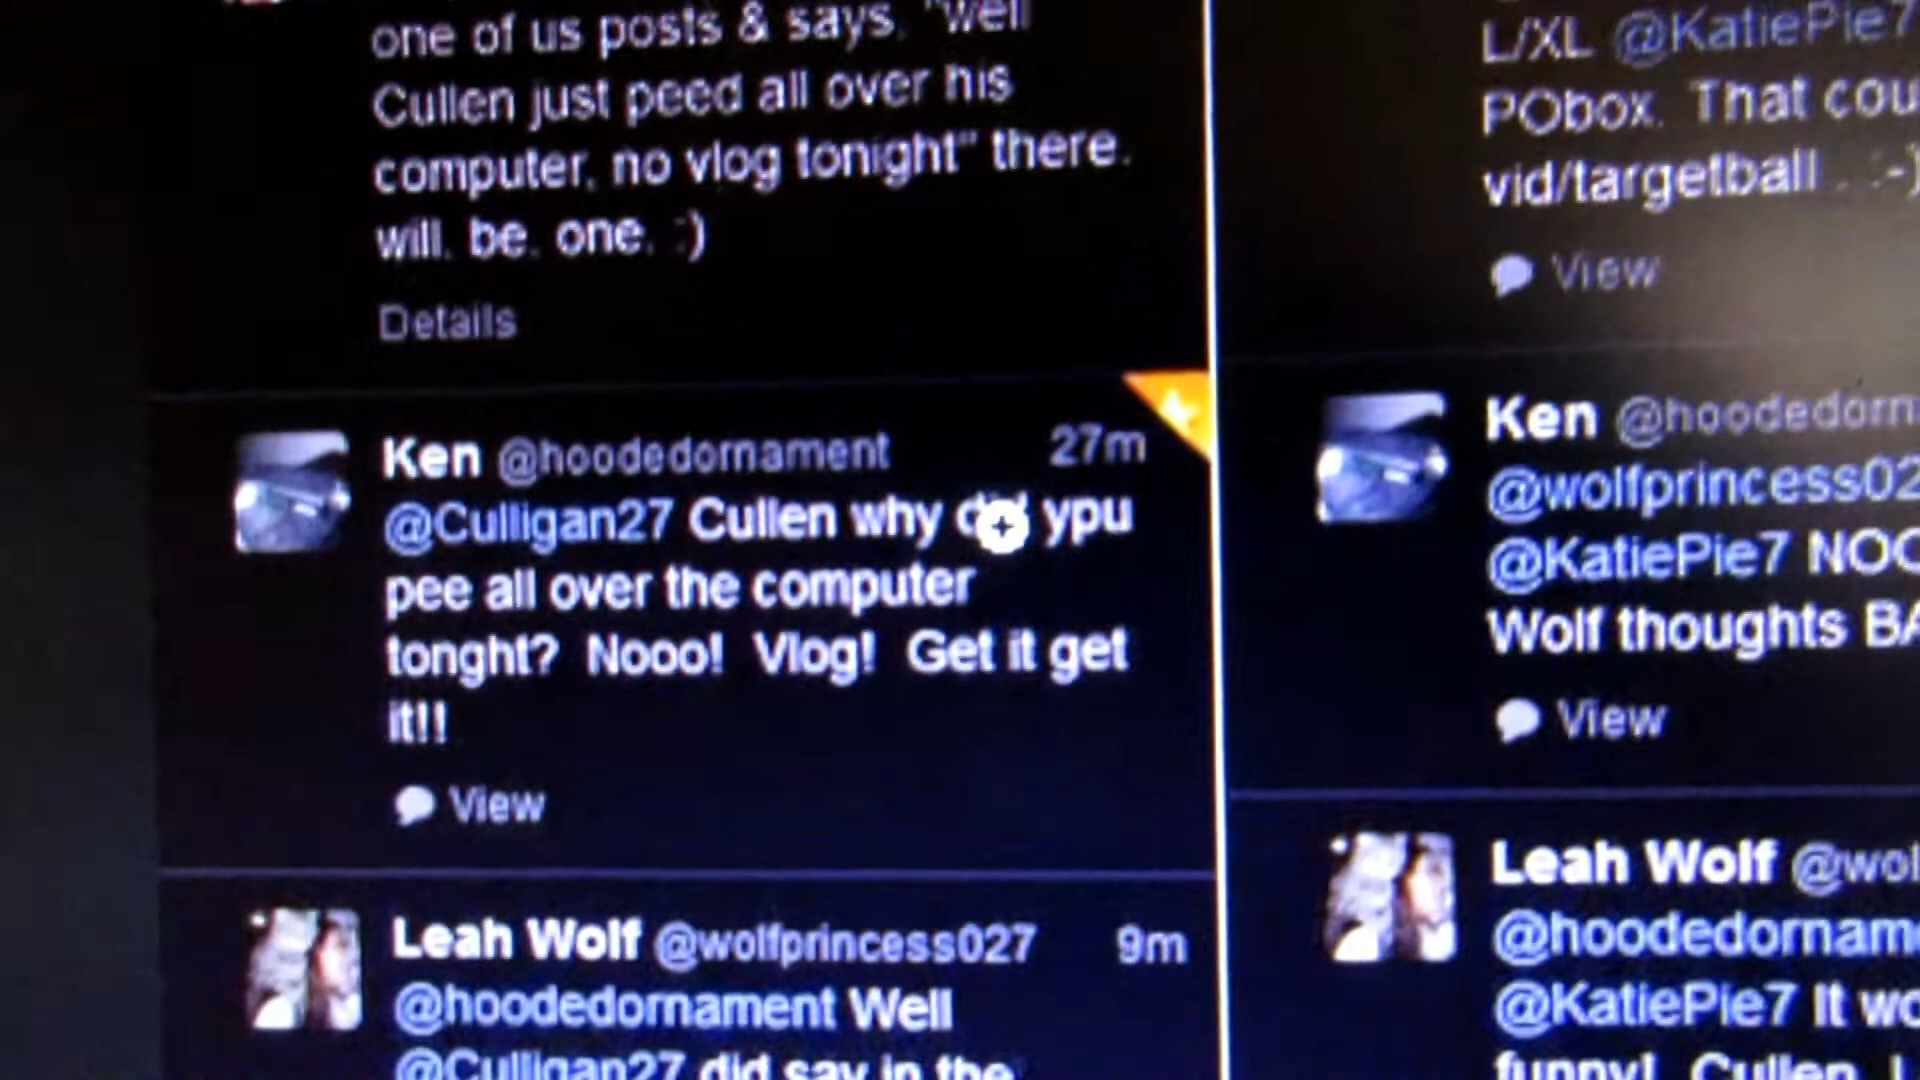 one of us posts & says, "well
Cullen just peed all over his
computer, no vlog tonight" there.
will. be. one. :)
Details
Ken @hoodedornament 27m
@Culligan27 Cullen why did ypu
pee all over the computer
tonght? Nooo! Vlog! Get it get
it!!
View
Leah Wolf @wolfprincess027 9m
@hoodedornament Well
@Culligan27 did say in the
L/XL @KatiePie7
PObox. That cou
vid/targetball . :-)
View
Ken @hoodedorn
@wolfprincess02
@KatiePie7 NOO
Wolf thoughts BA
View
Leah Wolf @wol
@hoodedorname
@KatiePie7 It wo
funny! Cullen, I